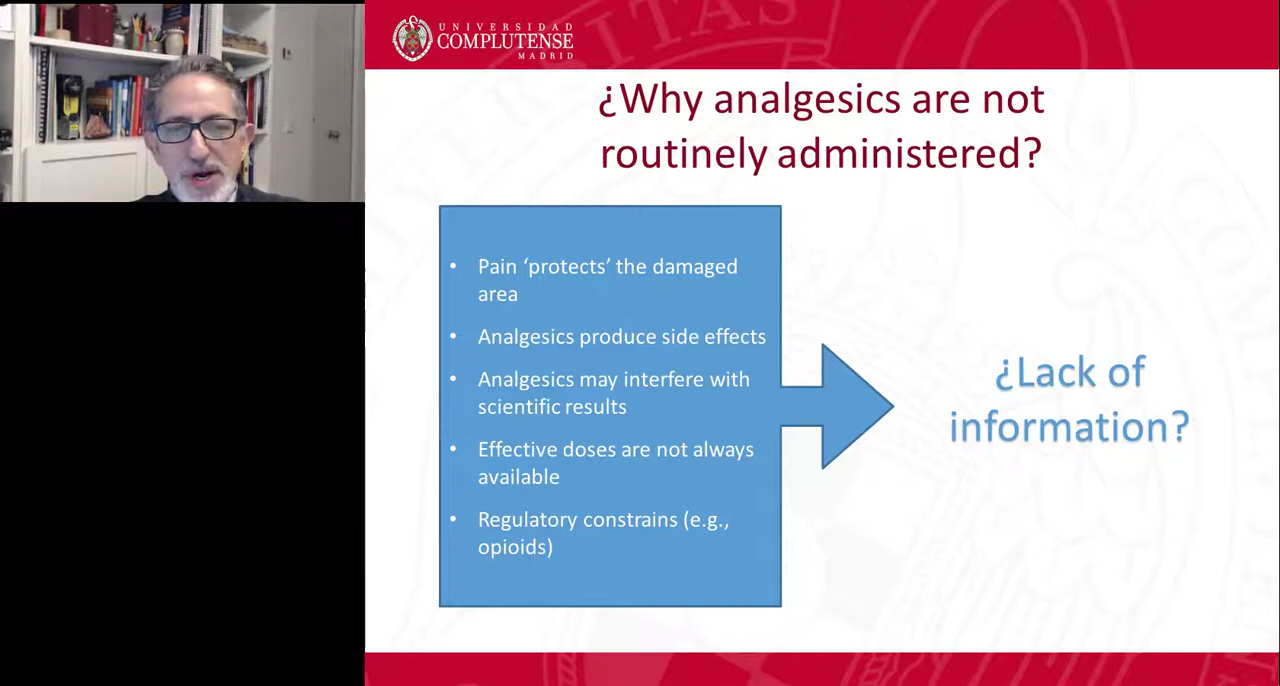 UNIVERSIDAD
COMPLUTENSE
MADRID
¿Why analgesics are not
routinely administered?
• Pain ‘protects’ the damaged
area
• Analgesics produce side effects
• Analgesics may interfere with
scientific results
• Effective doses are not always
available
• Regulatory constrains (e.g.,
opioids)
¿Lack of
information?